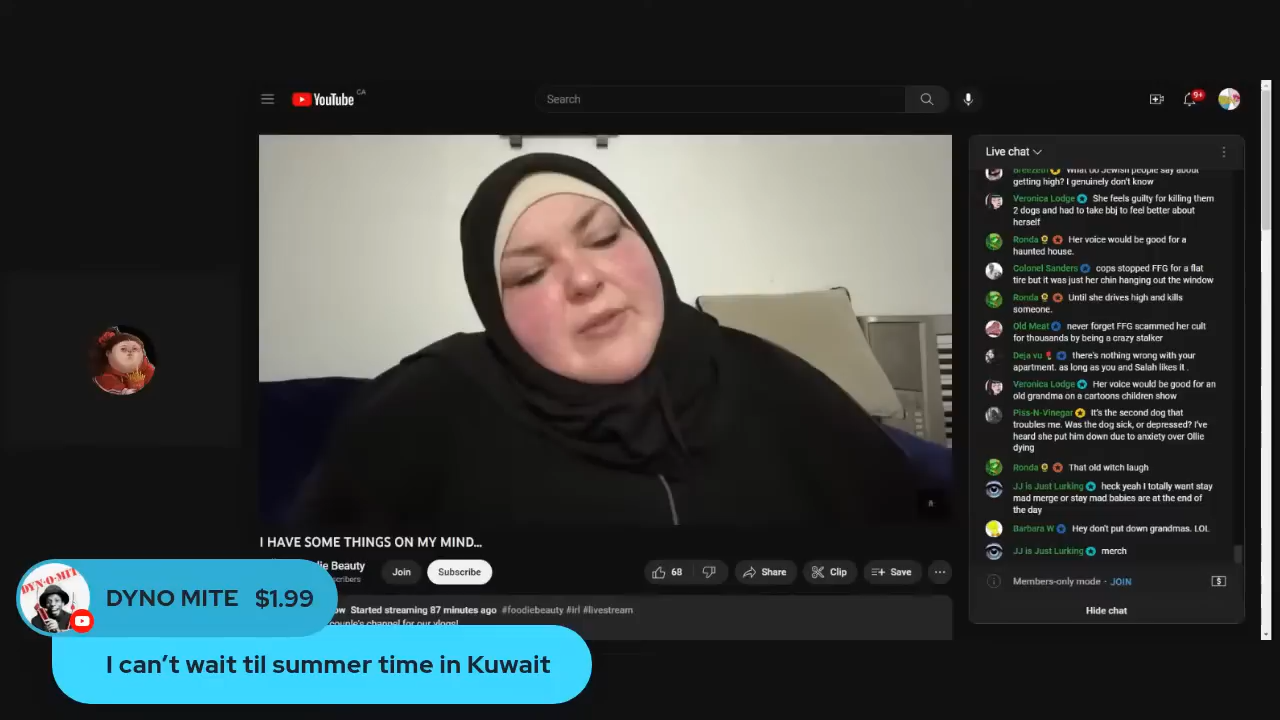 YouTube CA
Search
9+
Live chat
Breezeth What do Jewish people say about
getting high? I genuinely don't know
Veronica Lodge She feels guilty for killing them
2 dogs and had to take bbj to feel better about
herself
Ronda Her voice would be good for a
haunted house.
Colonel Sanders cops stopped FFG for a flat
tire but it was just her chin hanging out the window
Ronda Until she drives high and kills
someone.
Old Meat never forget FFG scammed her cult
for thousands by being a crazy stalker
Deja vu there's nothing wrong with your
apartment. as long as you and Salah likes it .
Veronica Lodge Her voice would be good for an
old grandma on a cartoons children show
Piss-N-Vinegar It's the second dog that
troubles me. Was the dog sick, or depressed? I've
heard she put him down due to anxiety over Ollie
dying
Ronda That old witch laugh
JJ is Just Lurking heck yeah I totally want stay
mad merge or stay mad babies are at the end of
the day
Barbara W Hey don't put down grandmas. LOL
JJ is Just Lurking merch
Members-only mode - JOIN
Hide chat
I HAVE SOME THINGS ON MY MIND...
die Beauty
scribers
Join
Subscribe
68
Share
Clip
Save
ow Started streaming 87 minutes ago #foodiebeauty #irl #livestream
couple's channel for our vlogs!
DYN-O-MIT
DYNO MITE $1.99
I can't wait til summer time in Kuwait